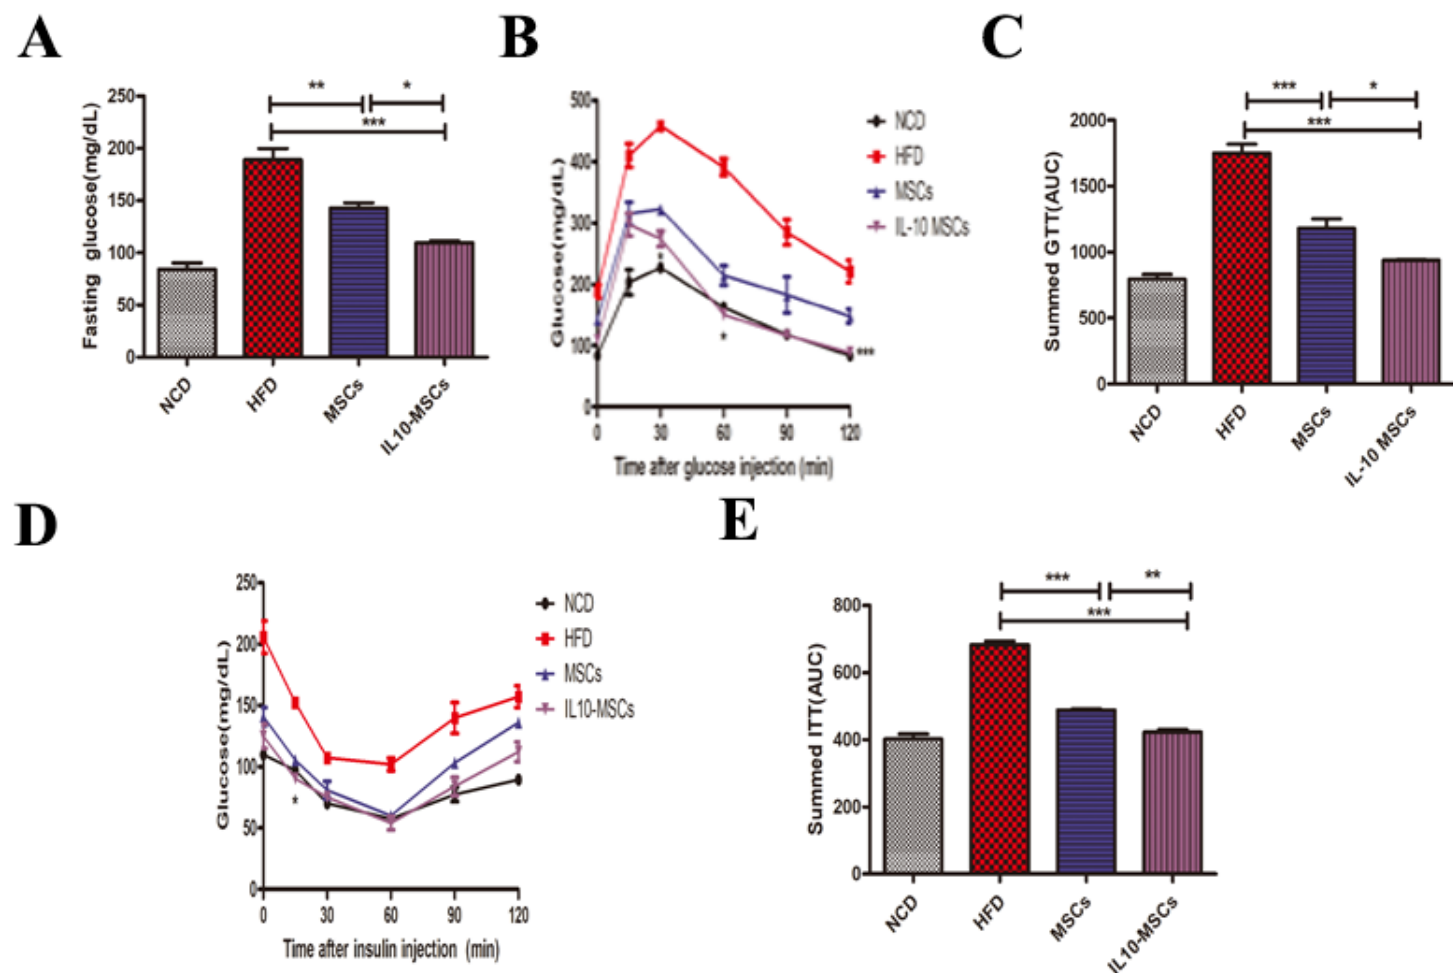 A
Fasting glucose(mg/dL)
250
200
150
100
50
0
** *
***
NCD
HFD
MSCs
IL10-MSCs
B
Glucose(mg/dL)
500
400
300
200
100
0
*
*
***
0 30 60 90 120
Time after glucose injection (min)
NCD
HFD
MSCs
IL-10 MSCs
C
Summed GTT(AUC)
2000
1500
1000
500
0
*** *
***
NCD
HFD
MSCs
IL-10 MSCs
D
Glucose(mg/dL)
250
200
150
100
50
0
*
0 30 60 90 120
Time after insulin injection (min)
NCD
HFD
MSCs
IL10-MSCs
E
Summed ITT(AUC)
800
600
400
200
0
*** **
***
NCD
HFD
MSCs
IL10-MSCs